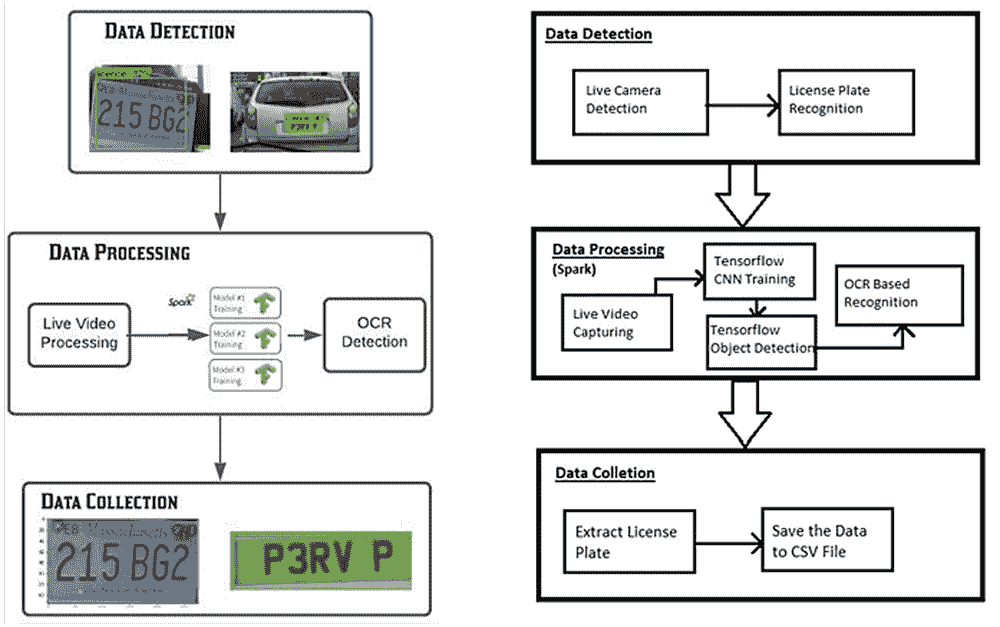 DATA DETECTION
215 BG2
P3RV P
DATA PROCESSING
Live Video
Processing
Spark
Model #1
Training
Model #2
Training
Model #3
Training
OCR
Detection
DATA COLLECTION
FEB
Massachusetts
215 BG2
P3RV P
Data Detection
Live Camera
Detection
License Plate
Recognition
Data Processing
(Spark)
Live Video
Capturing
Tensorflow
CNN Training
Tensorflow
Object Detection
OCR Based
Recognition
Data Colletion
Extract License
Plate
Save the Data
to CSV File